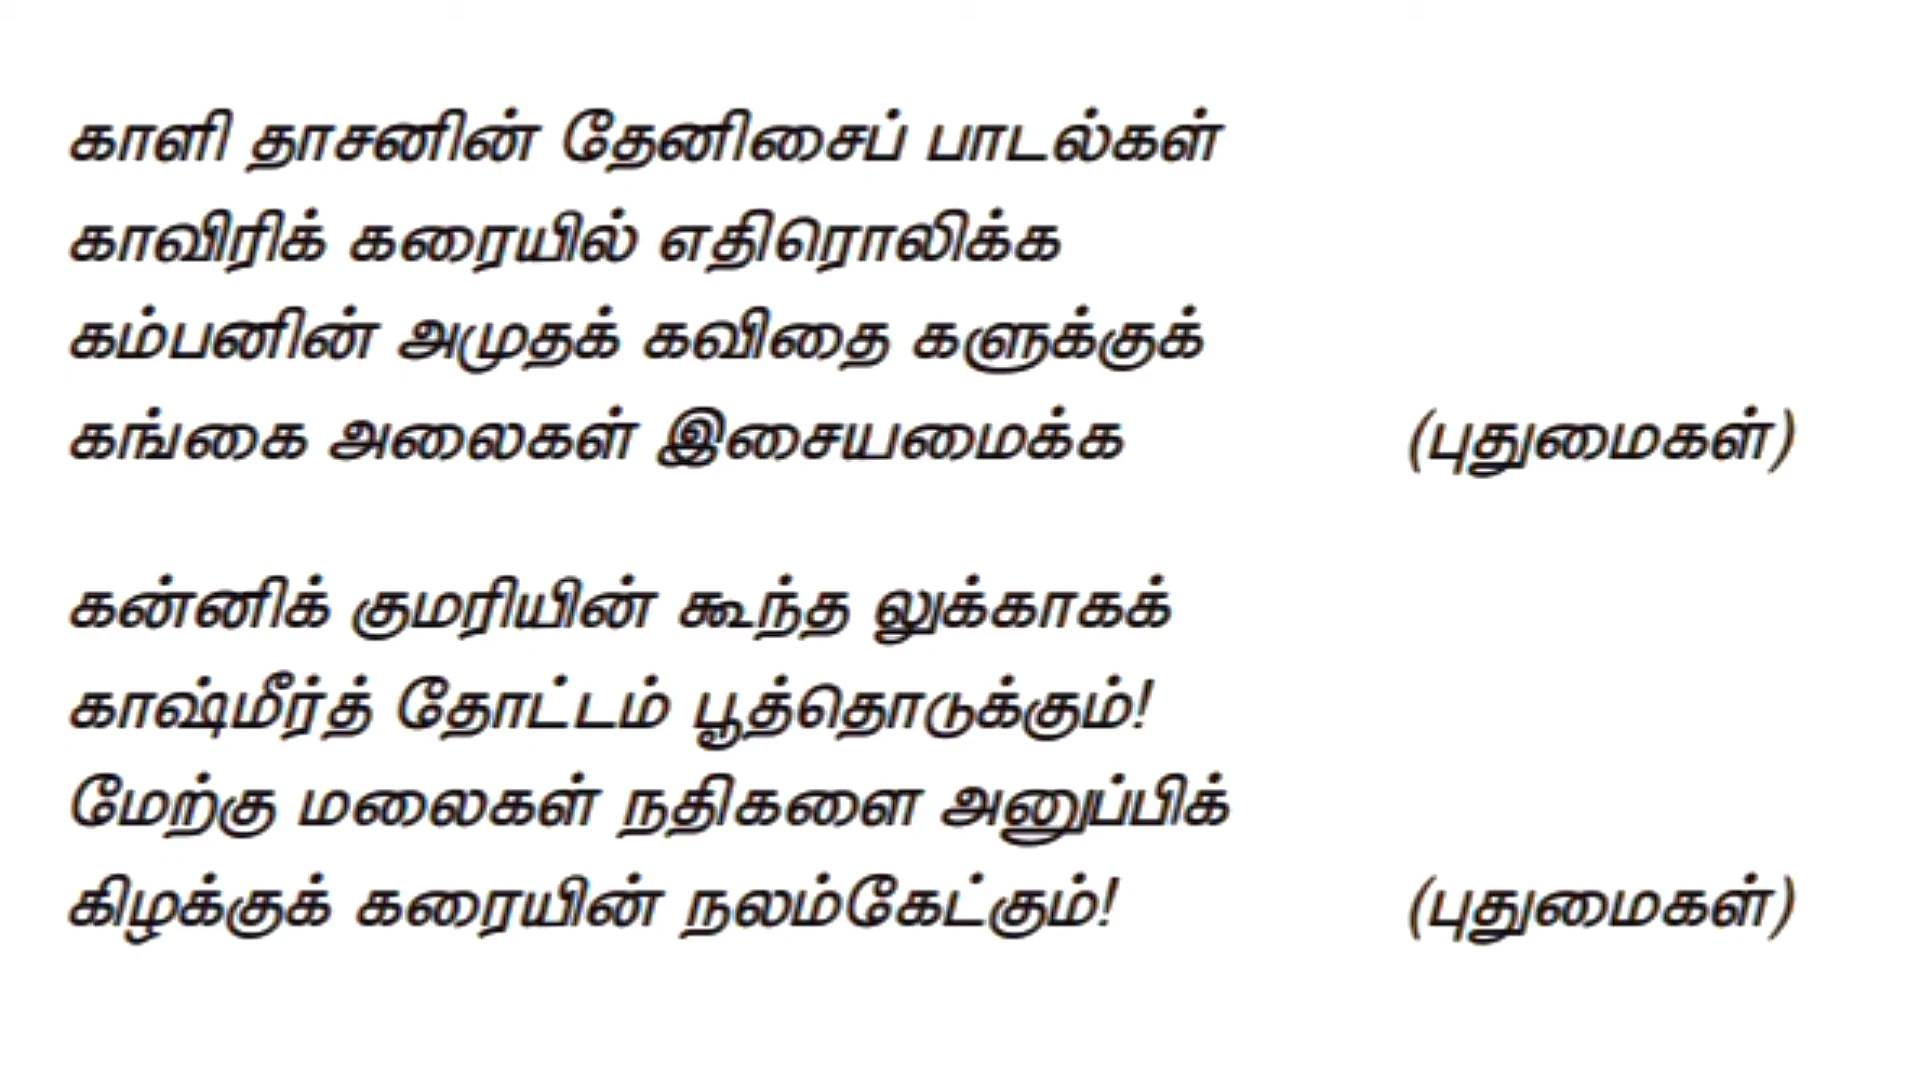 காளி தாசனின் தேனிசைப் பாடல்கள்
காவிரிக் கரையில் எதிரொலிக்க
கம்பனின் அமுதக் கவிதை களுக்குக்
கங்கை அலைகள் இசையமைக்க (புதுமைகள்)
கன்னிக் குமரியின் கூந்த லுக்காகக்
காஷ்மீர்த் தோட்டம் பூத்தொடுக்கும்!
மேற்கு மலைகள் நதிகளை அனுப்பிக்
கிழக்குக் கரையின் நலம்கேட்கும்! (புதுமைகள்)